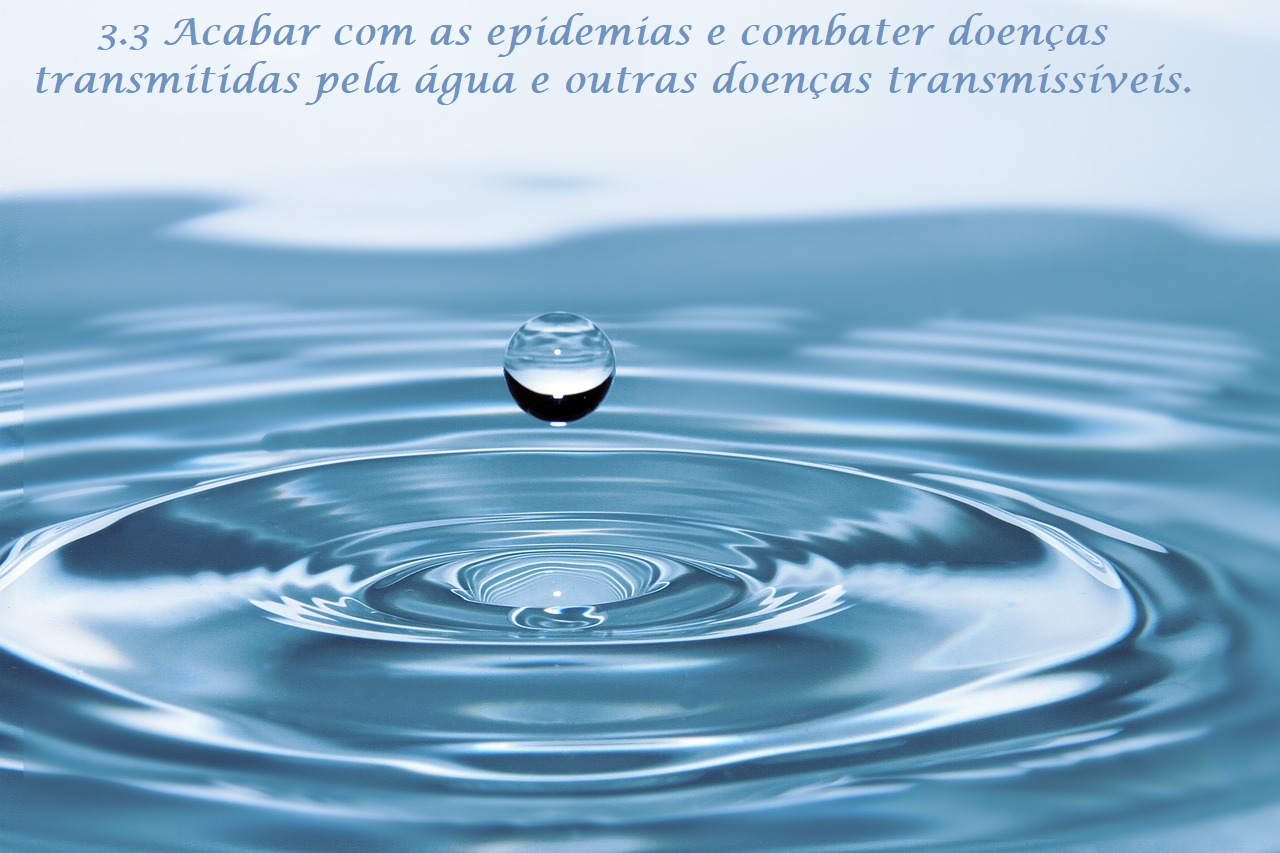 3.3 Acabar com as epidemias e combater doenças
transmitidas pela água e outras doenças transmissíveis.